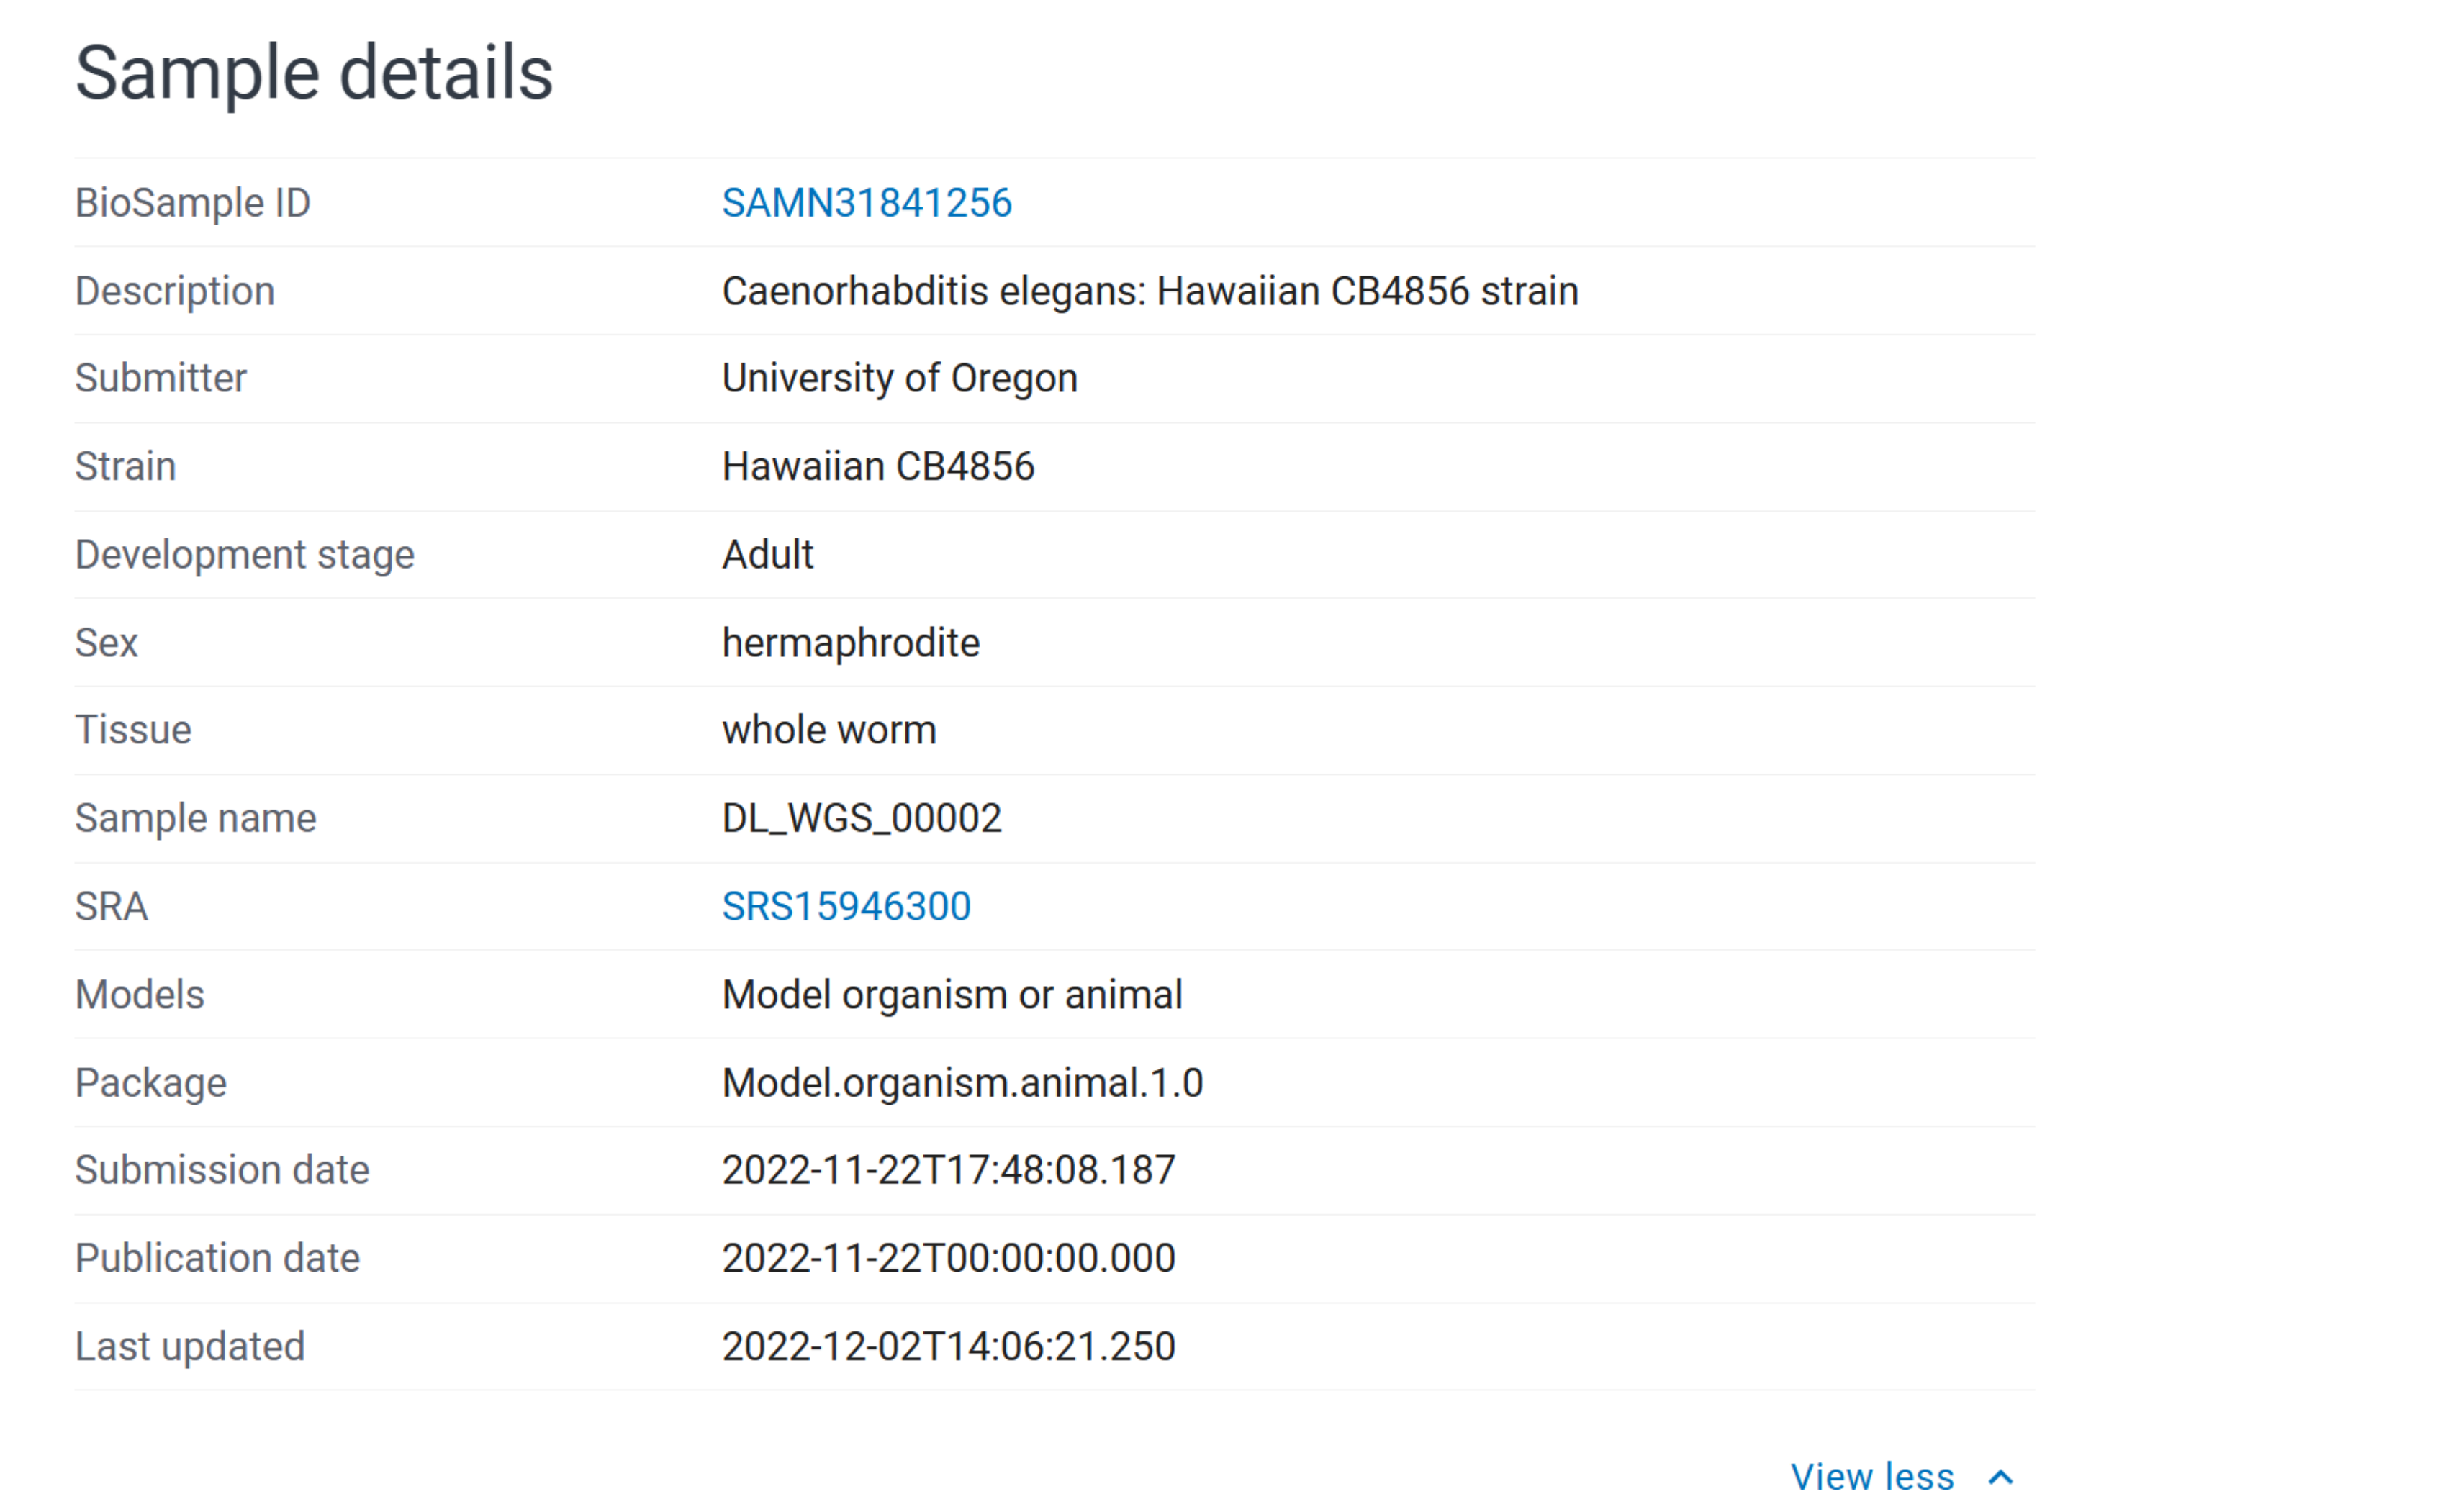 Sample details
BioSample ID SAMN31841256
Description Caenorhabditis elegans: Hawaiian CB4856 strain
Submitter University of Oregon
Strain Hawaiian CB4856
Development stage Adult
Sex hermaphrodite
Tissue whole worm
Sample name DL_WGS_00002
SRA SRS15946300
Models Model organism or animal
Package Model.organism.animal.1.0
Submission date 2022-11-22T17:48:08.187
Publication date 2022-11-22T00:00:00.000
Last updated 2022-12-02T14:06:21.250
View less